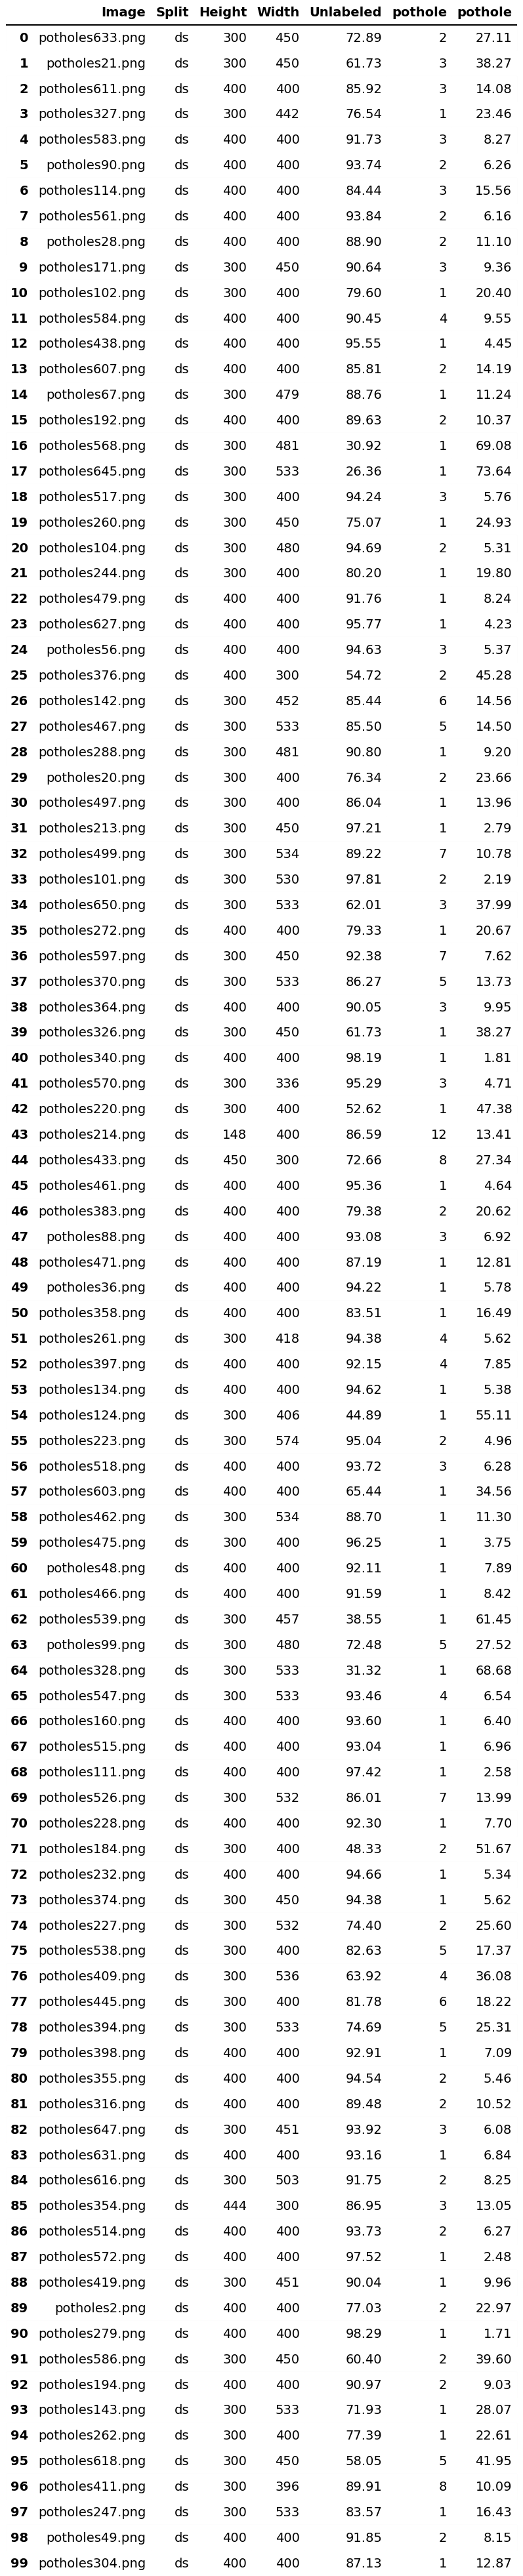 Image Split Height Width Unlabeled pothole pothole
0 potholes633.png ds 300 450 72.89 2 27.11
1 potholes21.png ds 300 450 61.73 3 38.27
2 potholes611.png ds 400 400 85.92 3 14.08
3 potholes327.png ds 300 442 76.54 1 23.46
4 potholes583.png ds 400 400 91.73 3 8.27
5 potholes90.png ds 400 400 93.74 2 6.26
6 potholes114.png ds 400 400 84.44 3 15.56
7 potholes561.png ds 400 400 93.84 2 6.16
8 potholes28.png ds 400 400 88.90 2 11.10
9 potholes171.png ds 300 450 90.64 3 9.36
10 potholes102.png ds 300 400 79.60 1 20.40
11 potholes584.png ds 400 400 90.45 4 9.55
12 potholes438.png ds 400 400 95.55 1 4.45
13 potholes607.png ds 400 400 85.81 2 14.19
14 potholes67.png ds 300 479 88.76 1 11.24
15 potholes192.png ds 400 400 89.63 2 10.37
16 potholes568.png ds 300 481 30.92 1 69.08
17 potholes645.png ds 300 533 26.36 1 73.64
18 potholes517.png ds 300 400 94.24 3 5.76
19 potholes260.png ds 300 450 75.07 1 24.93
20 potholes104.png ds 300 480 94.69 2 5.31
21 potholes244.png ds 300 400 80.20 1 19.80
22 potholes479.png ds 400 400 91.76 1 8.24
23 potholes627.png ds 400 400 95.77 1 4.23
24 potholes56.png ds 400 400 94.63 3 5.37
25 potholes376.png ds 400 300 54.72 2 45.28
26 potholes142.png ds 300 452 85.44 6 14.56
27 potholes467.png ds 300 533 85.50 5 14.50
28 potholes288.png ds 300 481 90.80 1 9.20
29 potholes20.png ds 300 400 76.34 2 23.66
30 potholes497.png ds 300 400 86.04 1 13.96
31 potholes213.png ds 300 450 97.21 1 2.79
32 potholes499.png ds 300 534 89.22 7 10.78
33 potholes101.png ds 300 530 97.81 2 2.19
34 potholes650.png ds 300 533 62.01 3 37.99
35 potholes272.png ds 400 400 79.33 1 20.67
36 potholes597.png ds 300 450 92.38 7 7.62
37 potholes370.png ds 300 533 86.27 5 13.73
38 potholes364.png ds 400 400 90.05 3 9.95
39 potholes326.png ds 300 450 61.73 1 38.27
40 potholes340.png ds 400 400 98.19 1 1.81
41 potholes570.png ds 300 336 95.29 3 4.71
42 potholes220.png ds 300 400 52.62 1 47.38
43 potholes214.png ds 148 400 86.59 12 13.41
44 potholes433.png ds 450 300 72.66 8 27.34
45 potholes461.png ds 400 400 95.36 1 4.64
46 potholes383.png ds 400 400 79.38 2 20.62
47 potholes88.png ds 400 400 93.08 3 6.92
48 potholes471.png ds 400 400 87.19 1 12.81
49 potholes36.png ds 400 400 94.22 1 5.78
50 potholes358.png ds 400 400 83.51 1 16.49
51 potholes261.png ds 300 418 94.38 4 5.62
52 potholes397.png ds 400 400 92.15 4 7.85
53 potholes134.png ds 400 400 94.62 1 5.38
54 potholes124.png ds 300 406 44.89 1 55.11
55 potholes223.png ds 300 574 95.04 2 4.96
56 potholes518.png ds 400 400 93.72 3 6.28
57 potholes603.png ds 400 400 65.44 1 34.56
58 potholes462.png ds 300 534 88.70 1 11.30
59 potholes475.png ds 300 400 96.25 1 3.75
60 potholes48.png ds 400 400 92.11 1 7.89
61 potholes466.png ds 400 400 91.59 1 8.42
62 potholes539.png ds 300 457 38.55 1 61.45
63 potholes99.png ds 300 480 72.48 5 27.52
64 potholes328.png ds 300 533 31.32 1 68.68
65 potholes547.png ds 300 533 93.46 4 6.54
66 potholes160.png ds 400 400 93.60 1 6.40
67 potholes515.png ds 400 400 93.04 1 6.96
68 potholes111.png ds 400 400 97.42 1 2.58
69 potholes526.png ds 300 532 86.01 7 13.99
70 potholes228.png ds 400 400 92.30 1 7.70
71 potholes184.png ds 300 400 48.33 2 51.67
72 potholes232.png ds 400 400 94.66 1 5.34
73 potholes374.png ds 300 450 94.38 1 5.62
74 potholes227.png ds 300 532 74.40 2 25.60
75 potholes538.png ds 300 400 82.63 5 17.37
76 potholes409.png ds 300 536 63.92 4 36.08
77 potholes445.png ds 300 400 81.78 6 18.22
78 potholes394.png ds 300 533 74.69 5 25.31
79 potholes398.png ds 400 400 92.91 1 7.09
80 potholes355.png ds 400 400 94.54 2 5.46
81 potholes316.png ds 400 400 89.48 2 10.52
82 potholes647.png ds 300 451 93.92 3 6.08
83 potholes631.png ds 400 400 93.16 1 6.84
84 potholes616.png ds 300 503 91.75 2 8.25
85 potholes354.png ds 444 300 86.95 3 13.05
86 potholes514.png ds 400 400 93.73 2 6.27
87 potholes572.png ds 400 400 97.52 1 2.48
88 potholes419.png ds 300 451 90.04 1 9.96
89 potholes2.png ds 400 400 77.03 2 22.97
90 potholes279.png ds 400 400 98.29 1 1.71
91 potholes586.png ds 300 450 60.40 2 39.60
92 potholes194.png ds 400 400 90.97 2 9.03
93 potholes143.png ds 300 533 71.93 1 28.07
94 potholes262.png ds 300 400 77.39 1 22.61
95 potholes618.png ds 300 450 58.05 5 41.95
96 potholes411.png ds 300 396 89.91 8 10.09
97 potholes247.png ds 300 533 83.57 1 16.43
98 potholes49.png ds 400 400 91.85 2 8.15
99 potholes304.png ds 400 400 87.13 1 12.87